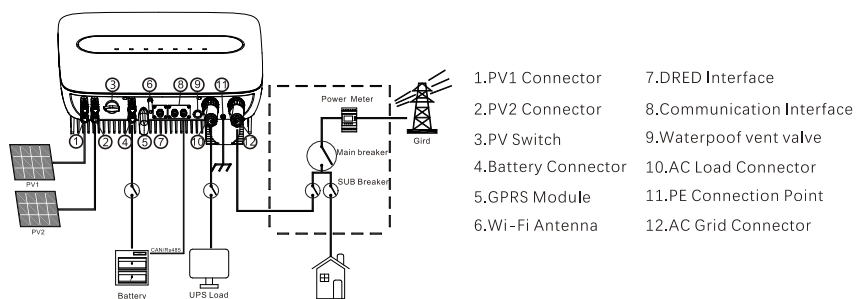 ③ ⑥ ⑧ ⑨ ⑪
① ② ④ ⑤ ⑦ ⑩ ⑫
PV1
PV2
CAN/Rs485
Battery
UPS Load
Power Meter
Main breaker
SUB Breaker
Gird
1.PV1 Connector
2.PV2 Connector
3.PV Switch
4.Battery Connector
5.GPRS Module
6.Wi-Fi Antenna
7.DRED Interface
8.Communication Interface
9.Waterpoof vent valve
10.AC Load Connector
11.PE Connection Point
12.AC Grid Connector